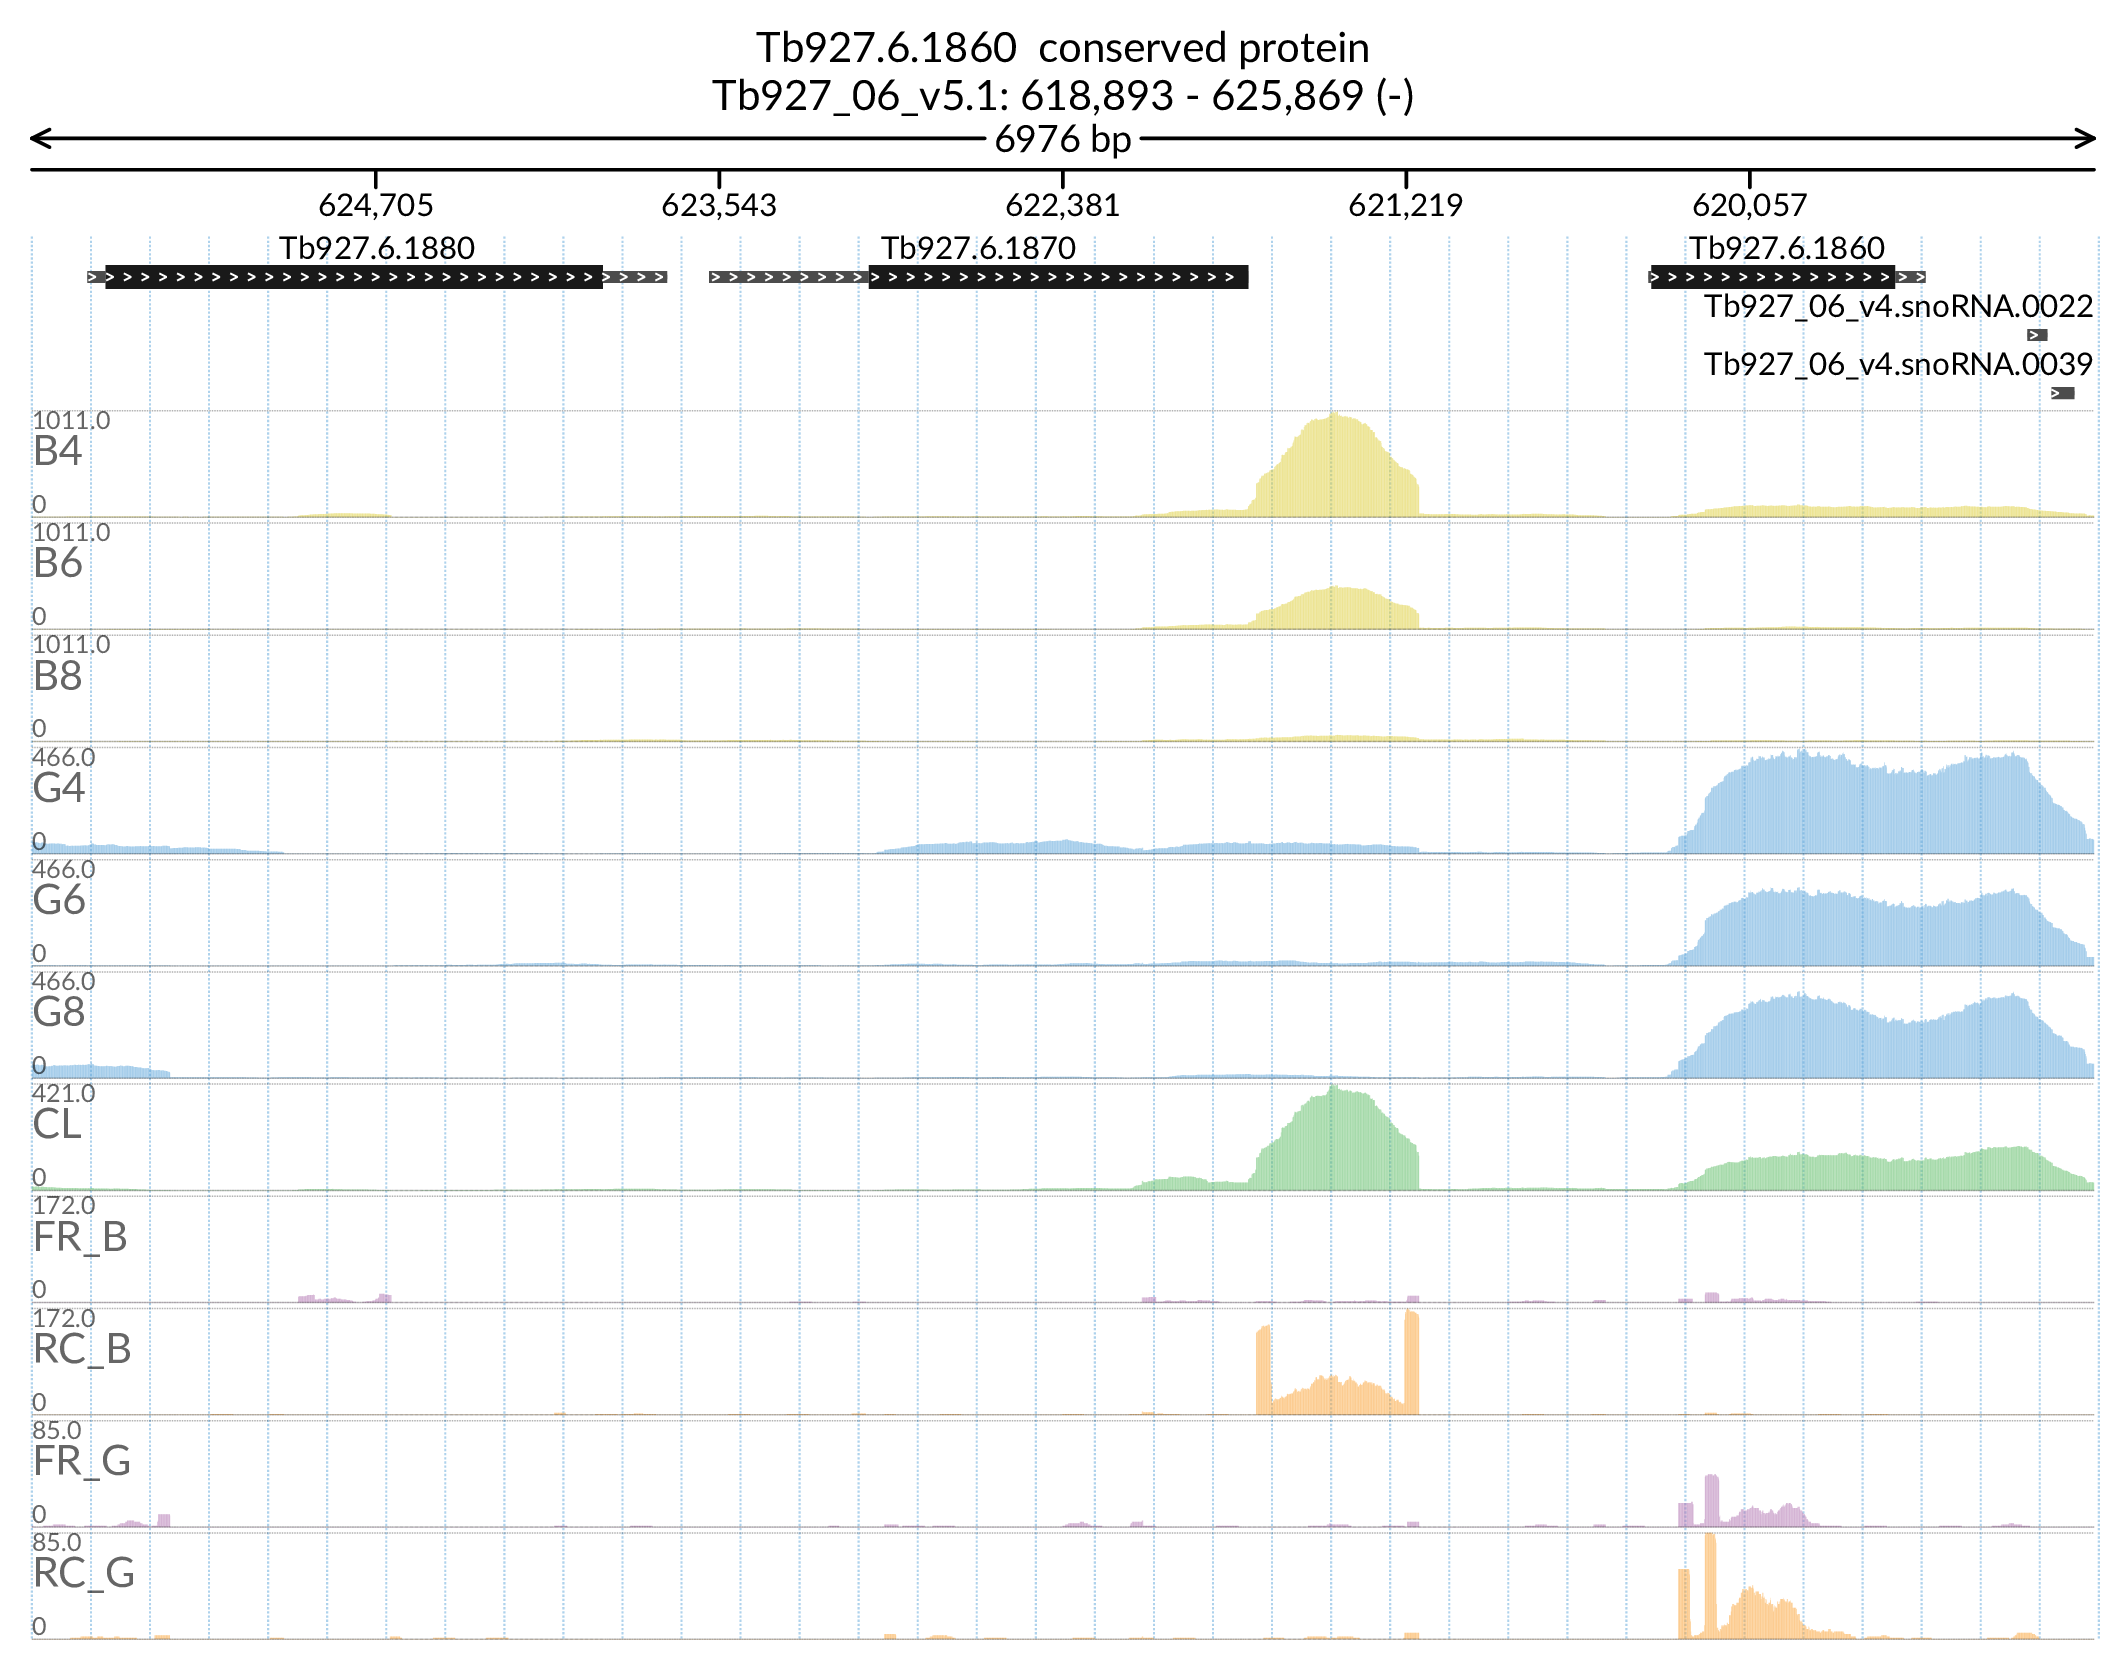 Tb927.6.1860  conserved protein
Tb927_06_v5.1: 618,893 - 625,869 (-)
6976 bp
624,705 623,543 622,381 621,219 620,057
Tb927.6.1880 Tb927.6.1870 Tb927.6.1860
Tb927_06_v4.snoRNA.0022
Tb927_06_v4.snoRNA.0039
1011.0
B4
0
1011.0
B6
0
1011.0
B8
0
466.0
G4
0
466.0
G6
0
466.0
G8
0
421.0
CL
0
172.0
FR_B
0
172.0
RC_B
0
85.0
FR_G
0
85.0
RC_G
0